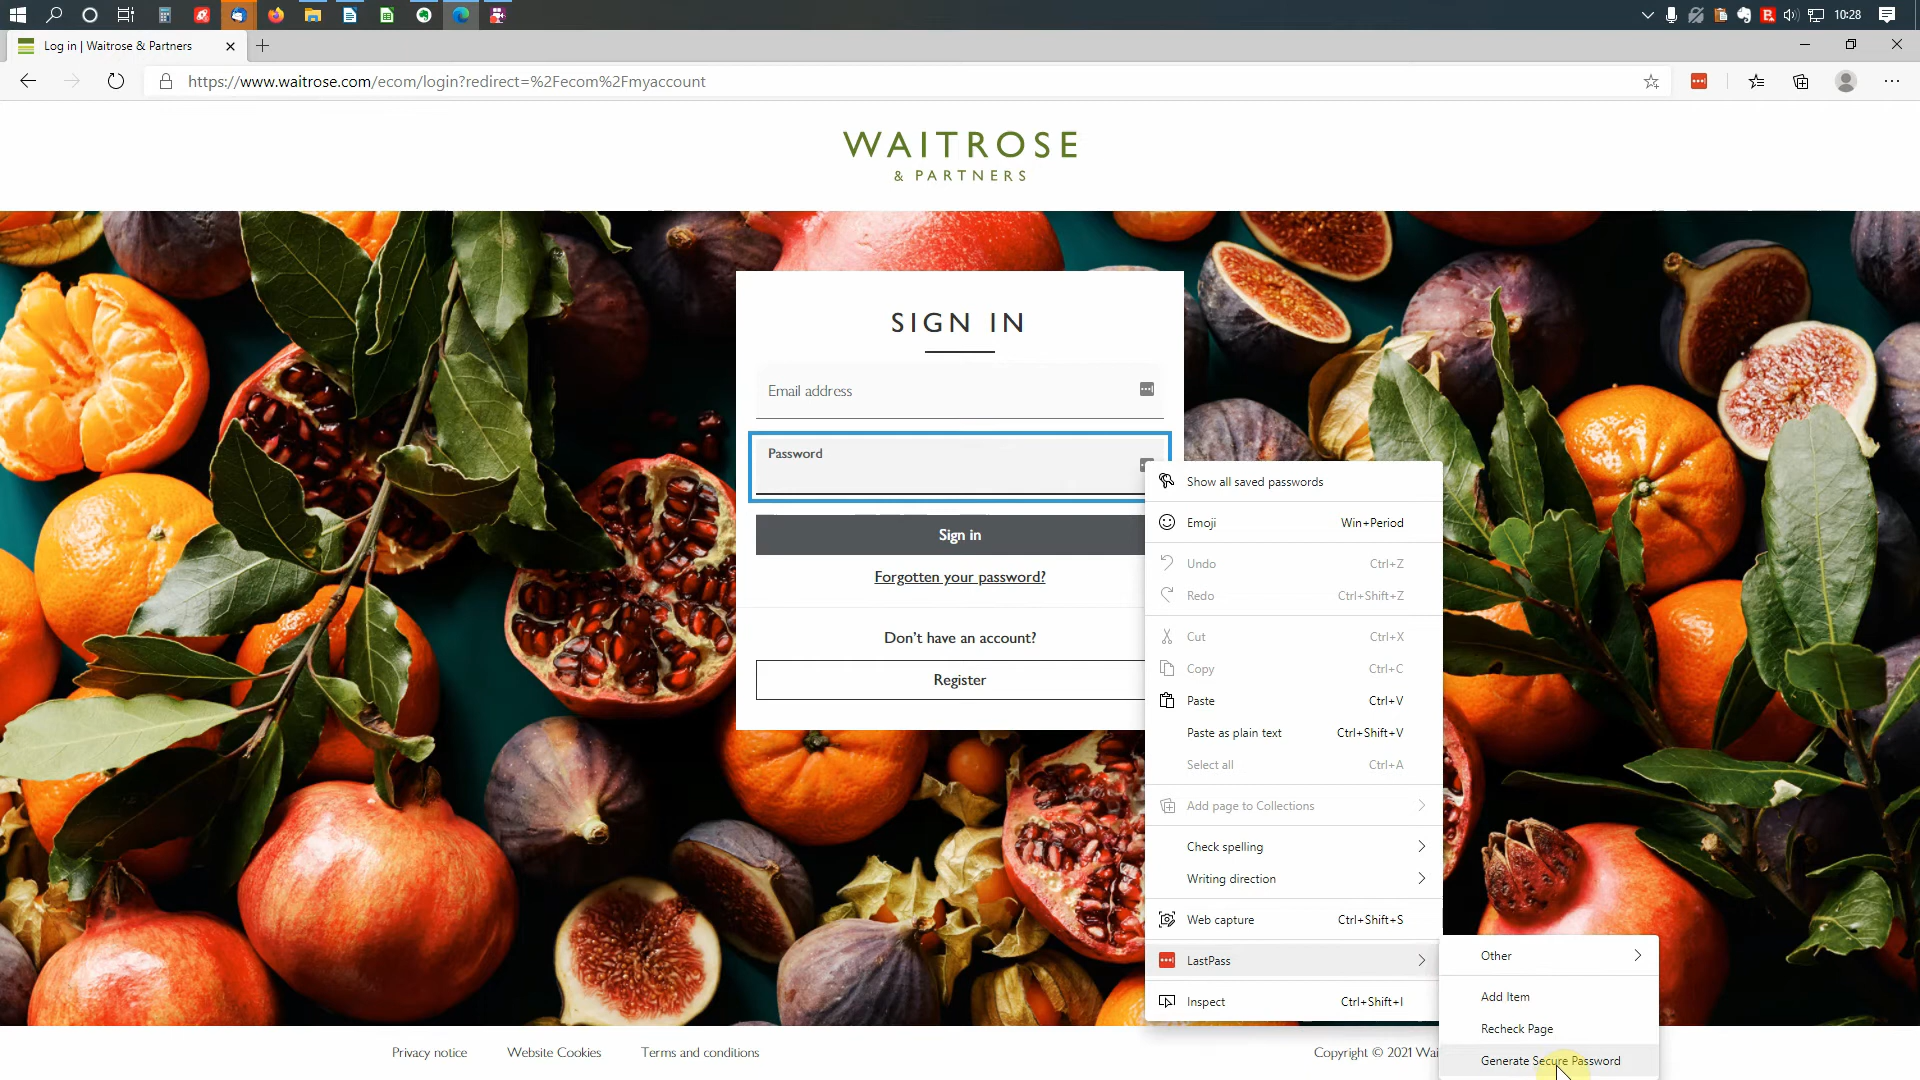 10:28
Log in | Waitrose & Partners
https://www.waitrose.com/ecom/login?redirect=%2Fecom%2Fmyaccount
WAITROSE
& PARTNERS
SIGN IN
Email address
Password
Sign in
Forgotten your password?
Don't have an account?
Register
Show all saved passwords
Emoji Win+Period
Undo Ctrl+Z
Redo Ctrl+Shift+Z
Cut Ctrl+X
Copy Ctrl+C
Paste Ctrl+V
Paste as plain text Ctrl+Shift+V
Select all Ctrl+A
Add page to Collections
Check spelling
Writing direction
Web capture Ctrl+Shift+S
LastPass
Inspect Ctrl+Shift+I
Other
Add Item
Recheck Page
Generate Secure Password
Privacy notice Website Cookies Terms and conditions Copyright © 2021 Wai